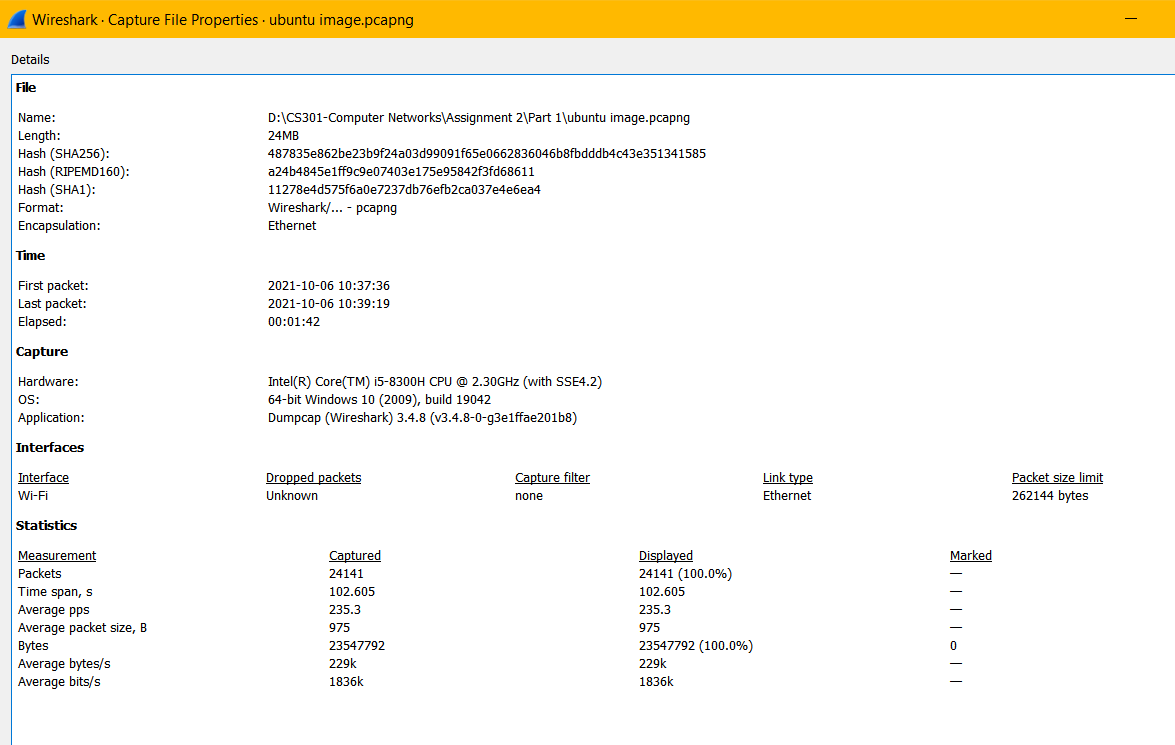 Wireshark · Capture File Properties · ubuntu image.pcapng
Details
File
Name: D:\CS301-Computer Networks\Assignment 2\Part 1\ubuntu image.pcapng
Length: 24MB
Hash (SHA256): 487835e862be23b9f24a03d99091f65e0662836046b8fbdddb4c43e351341585
Hash (RIPEMD160): a24b4845e1ff9c9e07403e175e95842f3fd68611
Hash (SHA1): 11278e4d575f6a0e7237db76efb2ca037e4e6ea4
Format: Wireshark/... - pcapng
Encapsulation: Ethernet
Time
First packet: 2021-10-06 10:37:36
Last packet: 2021-10-06 10:39:19
Elapsed: 00:01:42
Capture
Hardware: Intel(R) Core(TM) i5-8300H CPU @ 2.30GHz (with SSE4.2)
OS: 64-bit Windows 10 (2009), build 19042
Application: Dumpcap (Wireshark) 3.4.8 (v3.4.8-0-g3e1ffae201b8)
Interfaces
Interface Dropped packets Capture filter Link type Packet size limit
Wi-Fi Unknown none Ethernet 262144 bytes
Statistics
Measurement Captured Displayed Marked
Packets 24141 24141 (100.0%) —
Time span, s 102.605 102.605 —
Average pps 235.3 235.3 —
Average packet size, B 975 975 —
Bytes 23547792 23547792 (100.0%) 0
Average bytes/s 229k 229k —
Average bits/s 1836k 1836k —